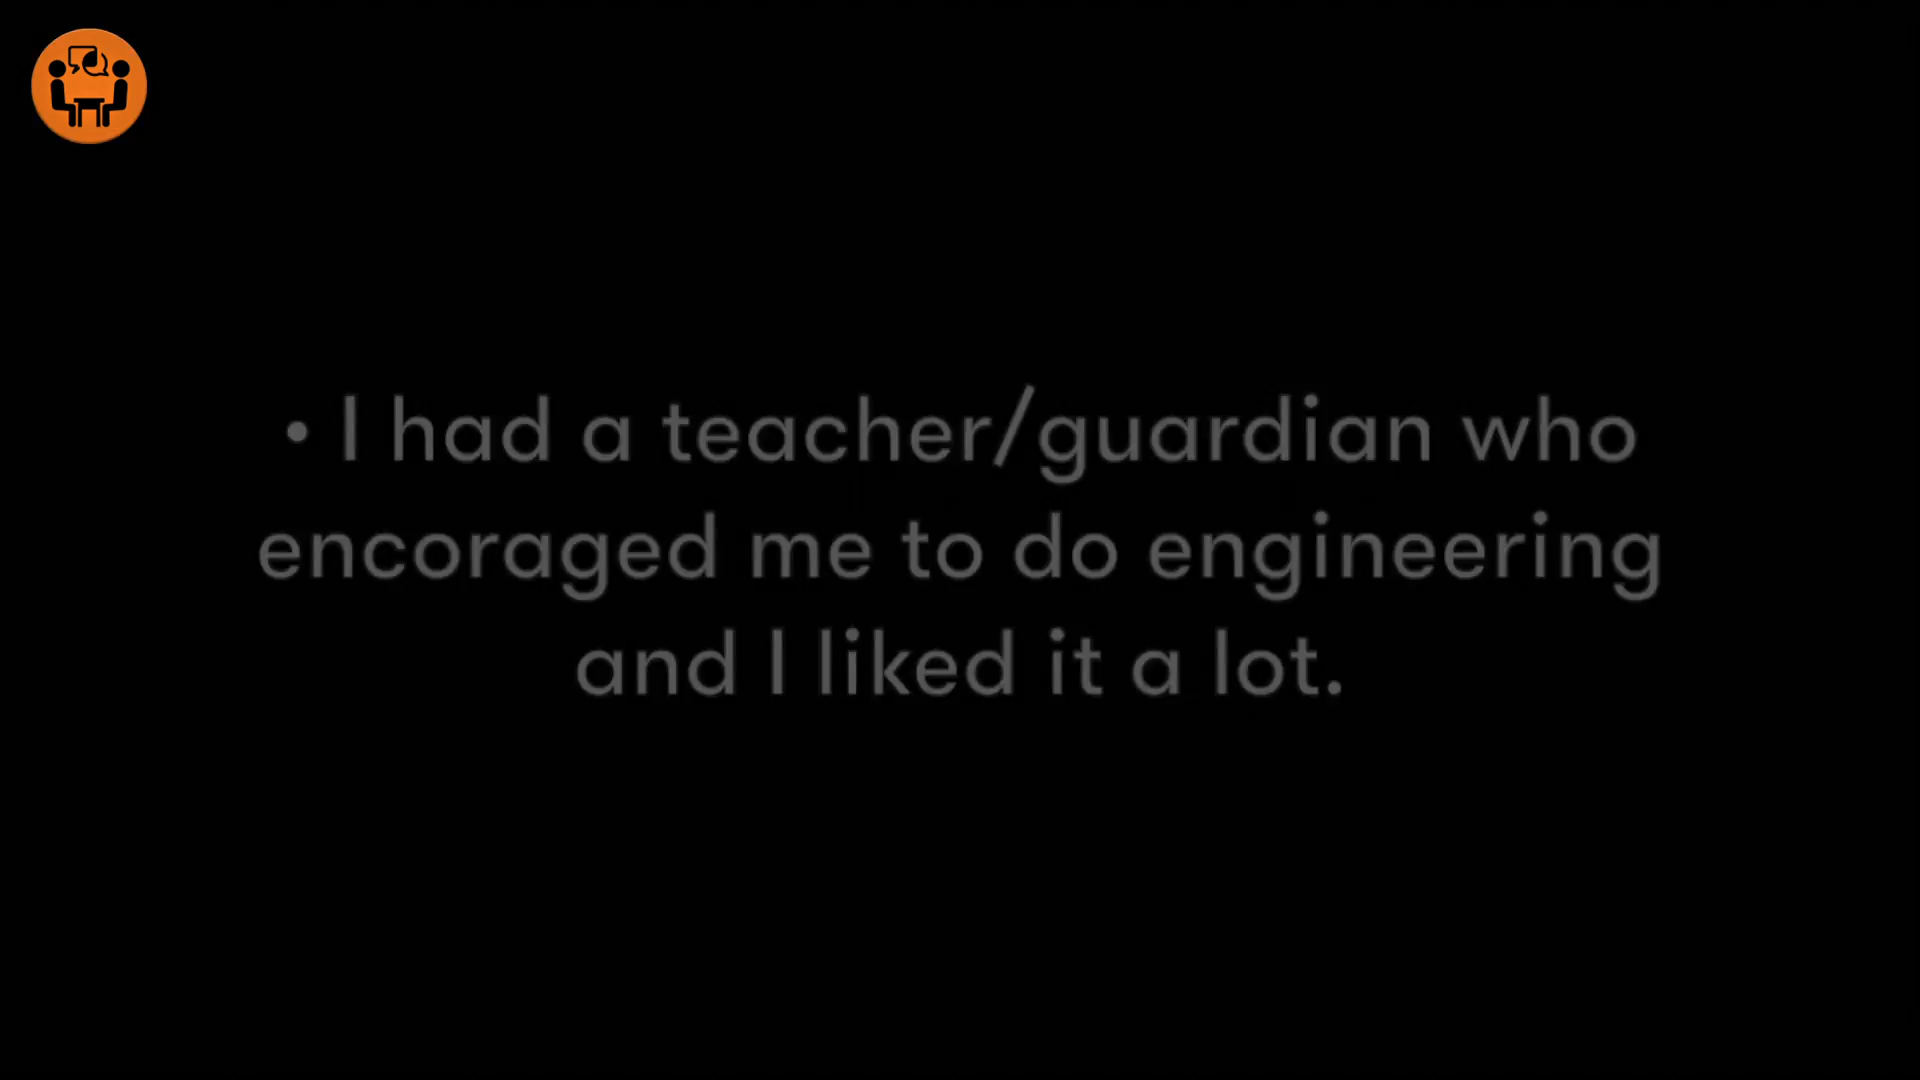 • I had a teacher/guardian who
encoraged me to do engineering
and I liked it a lot.